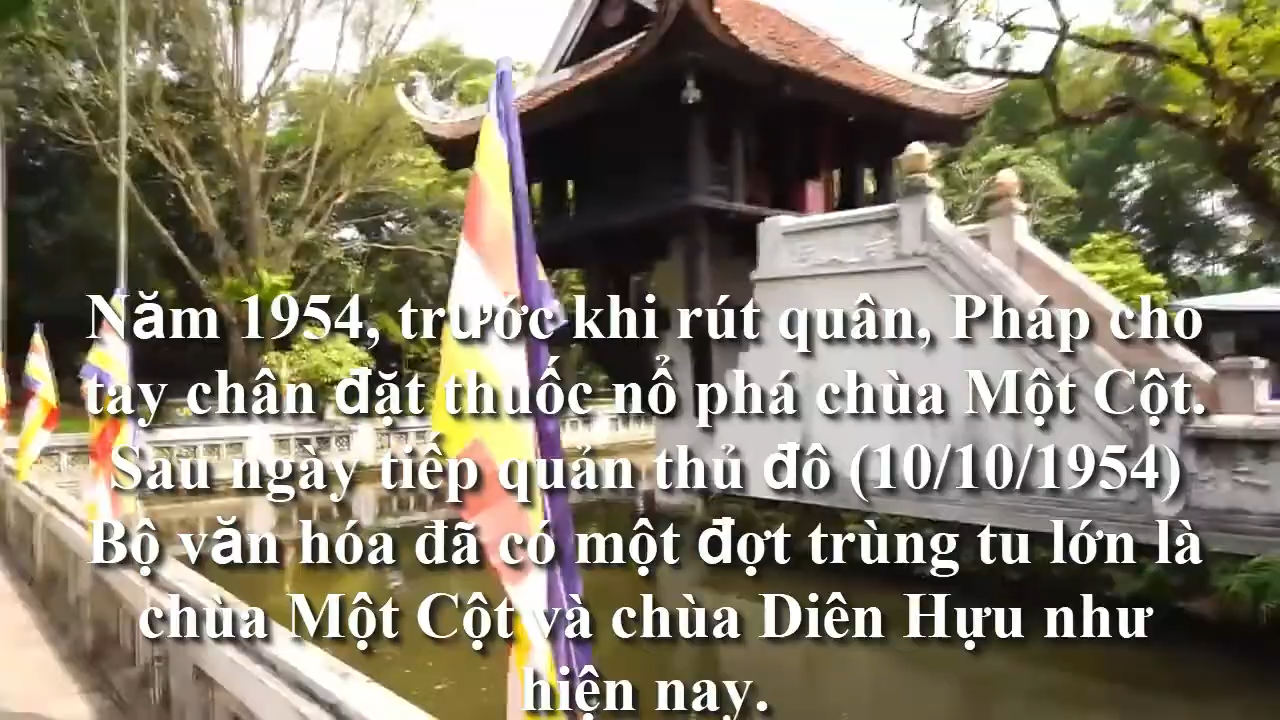 Năm 1954, trước khi rút quân, Pháp cho
tay chân đặt thuốc nổ phá chùa Một Cột.
Sau ngày tiếp quản thủ đô (10/10/1954)
Bộ văn hóa đã có một đợt trùng tu lớn là
chùa Một Cột và chùa Diên Hựu như
hiện nay.